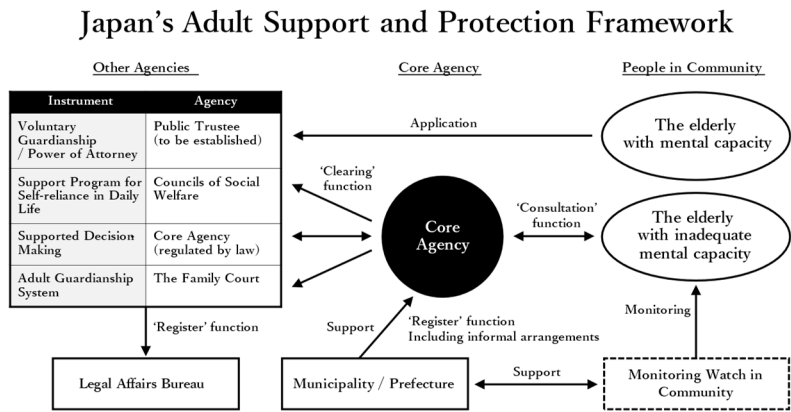 Japan's Adult Support and Protection Framework
Other Agencies
Core Agency
People in Community
Instrument
Agency
Voluntary
Guardianship
/ Power of Attorney
Public Trustee
(to be established)
Support Program for
Self-reliance in Daily
Life
Councils of Social
Welfare
Supported Decision-
Making
Core Agency
(regulated by law)
Adult Guardianship
System
The Family Court
Application
The elderly
with mental capacity
'Clearing'
function
Core
Agency
'Consultation'
function
The elderly
with inadequate
mental capacity
'Register' function
Support
'Register' function
Including informal arrangements
Monitoring
Legal Affairs Bureau
Municipality / Prefecture
Support
Monitoring Watch in
Community